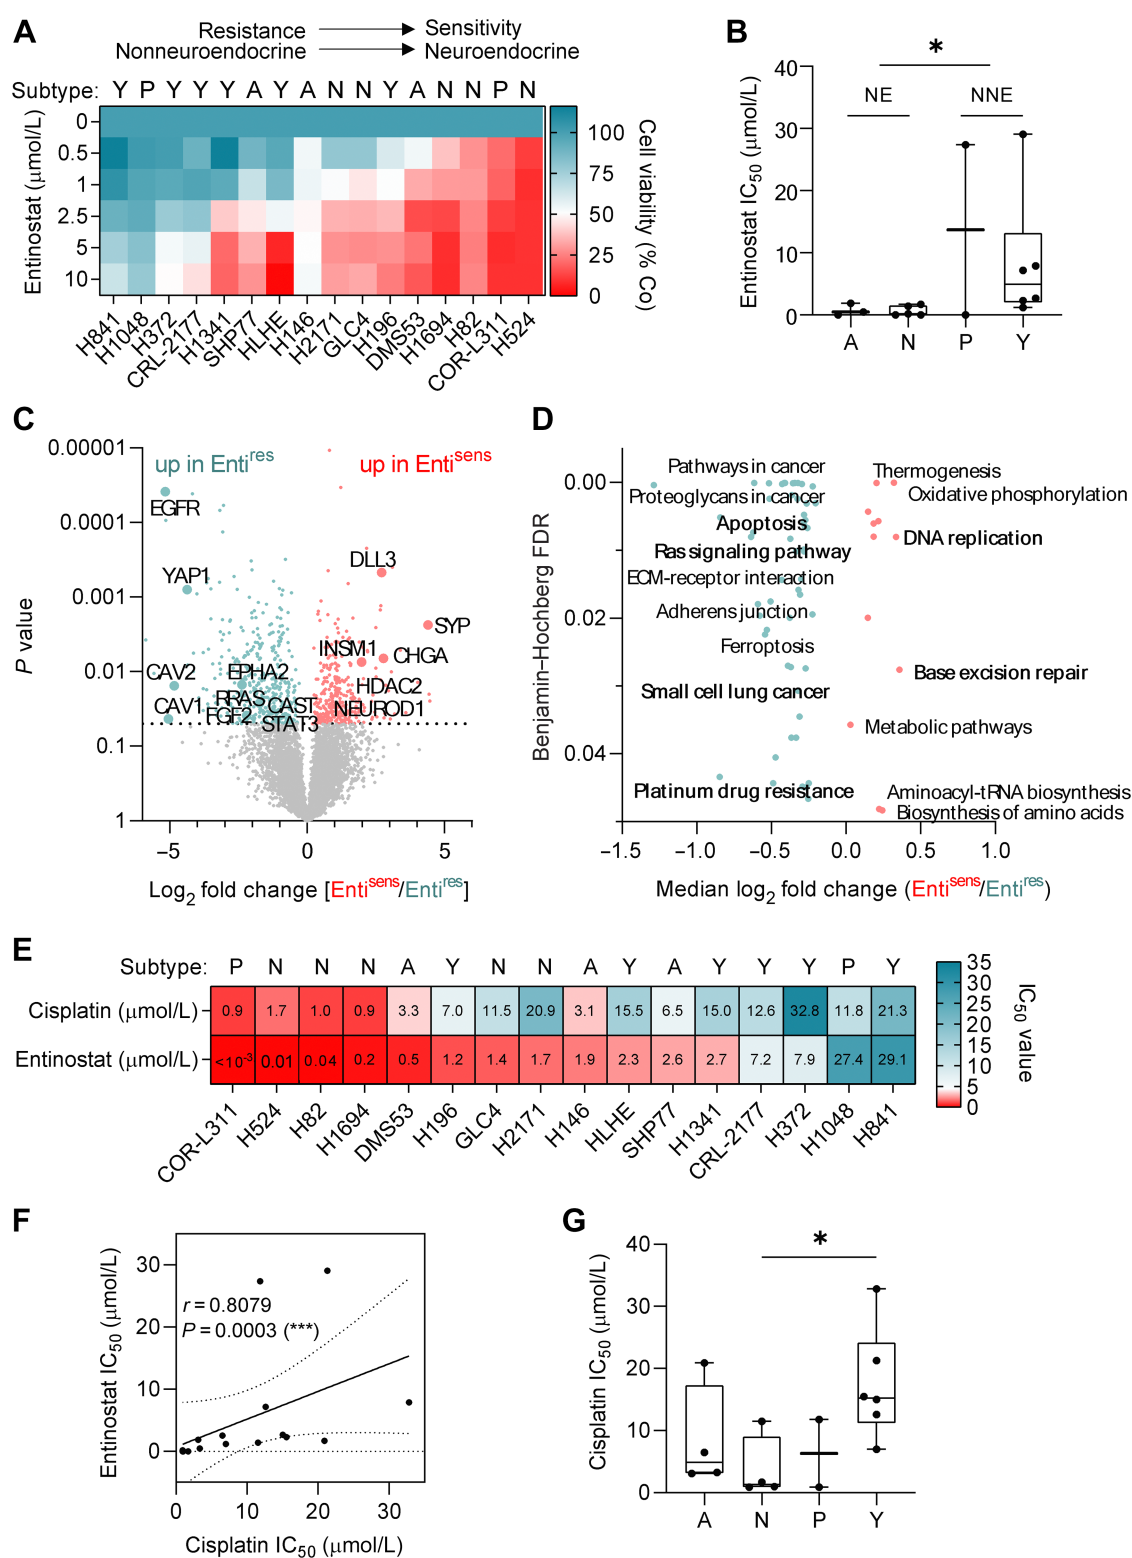 A
Resistance
Sensitivity
Nonneuroendocrine
Neuroendocrine
Subtype: Y P Y Y Y A Y A N N Y A N N P N
Entinostat (μmol/L)
0
0.5
1
2.5
5
10
H841 H1048 H372 CRL-2177 H1341 SHP77 HLHE H146 H2171 GLC4 H196 DMS53 H1694 H82 COR-L311 H524
100
75
50
25
0
Cell viability (% Co)
B
*
NE
NNE
Entinostat IC50 (μmol/L)
40
30
20
10
0
A N P Y
C
P value
0.00001
0.0001
0.001
0.01
0.1
1
up in Enti^res
up in Enti^sens
EGFR
DLL3
YAP1
SYP
INSM1
CHGA
CAV2
EPHA2
HDAC2
RRAS
CAST
CAV1
FGF2
NEUROD1
STAT3
−5 0 5
Log2 fold change [Enti^sens/Enti^res]
D
Benjamin–Hochberg FDR
0.00
0.02
0.04
Pathways in cancer
Thermogenesis
Proteoglycans in cancer
Oxidative phosphorylation
Apoptosis
DNA replication
Ras signaling pathway
ECM-receptor interaction
Adherens junction
Ferroptosis
Base excision repair
Small cell lung cancer
Metabolic pathways
Platinum drug resistance
Aminoacyl-tRNA biosynthesis
Biosynthesis of amino acids
−1.5 −1.0 −0.5 0.0 0.5 1.0
Median log2 fold change (Enti^sens/Enti^res)
E
Subtype: P N N N A Y N N A Y A Y Y Y P Y
Cisplatin (μmol/L) 0.9 1.7 1.0 0.9 3.3 7.0 11.5 20.9 3.1 15.5 6.5 15.0 12.6 32.8 11.8 21.3
Entinostat (μmol/L) <10^-3 0.01 0.04 0.2 0.5 1.2 1.4 1.7 1.9 2.3 2.6 2.7 7.2 7.9 27.4 29.1
COR-L311 H524 H82 H1694 DMS53 H196 GLC4 H2171 H146 HLHE SHP77 H1341 CRL-2177 H372 H1048 H841
35
30
25
20
15
10
5
0
IC50 value
F
Entinostat IC50 (μmol/L)
30
20
10
0
r = 0.8079
P = 0.0003 (***)
0 10 20 30
Cisplatin IC50 (μmol/L)
G
*
Cisplatin IC50 (μmol/L)
40
30
20
10
0
A N P Y